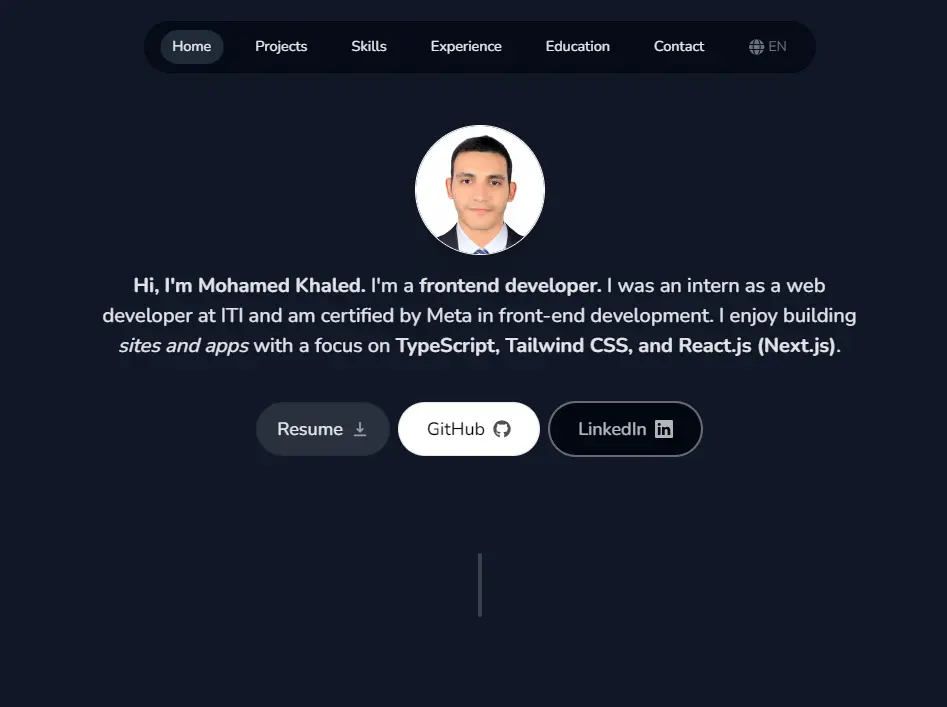 Home Projects Skills Experience Education Contact EN
Hi, I'm Mohamed Khaled. I'm a frontend developer. I was an intern as a web
developer at ITI and am certified by Meta in front-end development. I enjoy building
sites and apps with a focus on TypeScript, Tailwind CSS, and React.js (Next.js).
Resume GitHub LinkedIn in